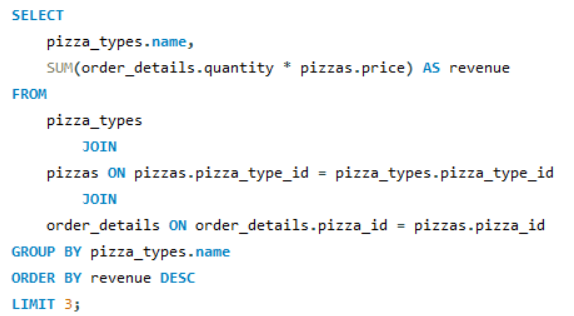 SELECT
pizza_types.name,
SUM(order_details.quantity * pizzas.price) AS revenue
FROM
pizza_types
JOIN
pizzas ON pizzas.pizza_type_id = pizza_types.pizza_type_id
JOIN
order_details ON order_details.pizza_id = pizzas.pizza_id
GROUP BY pizza_types.name
ORDER BY revenue DESC
LIMIT 3;